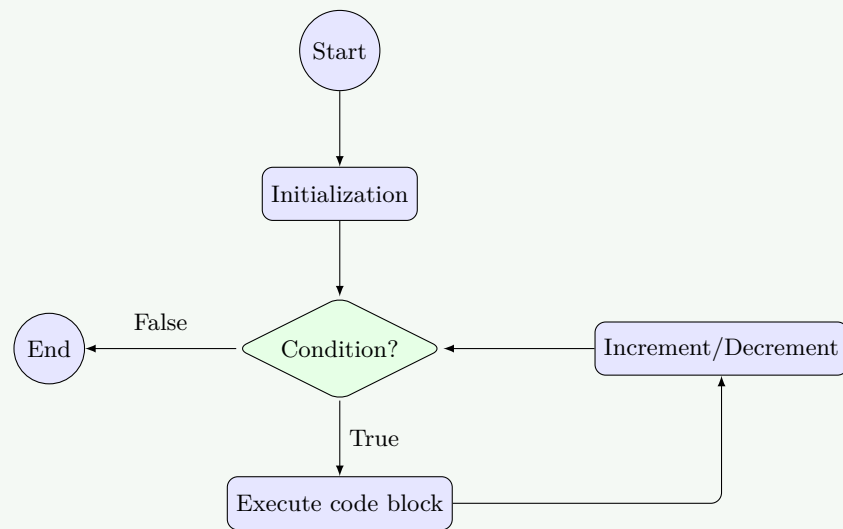 Start
Initialization
False
End
Condition?
Increment/Decrement
True
Execute code block